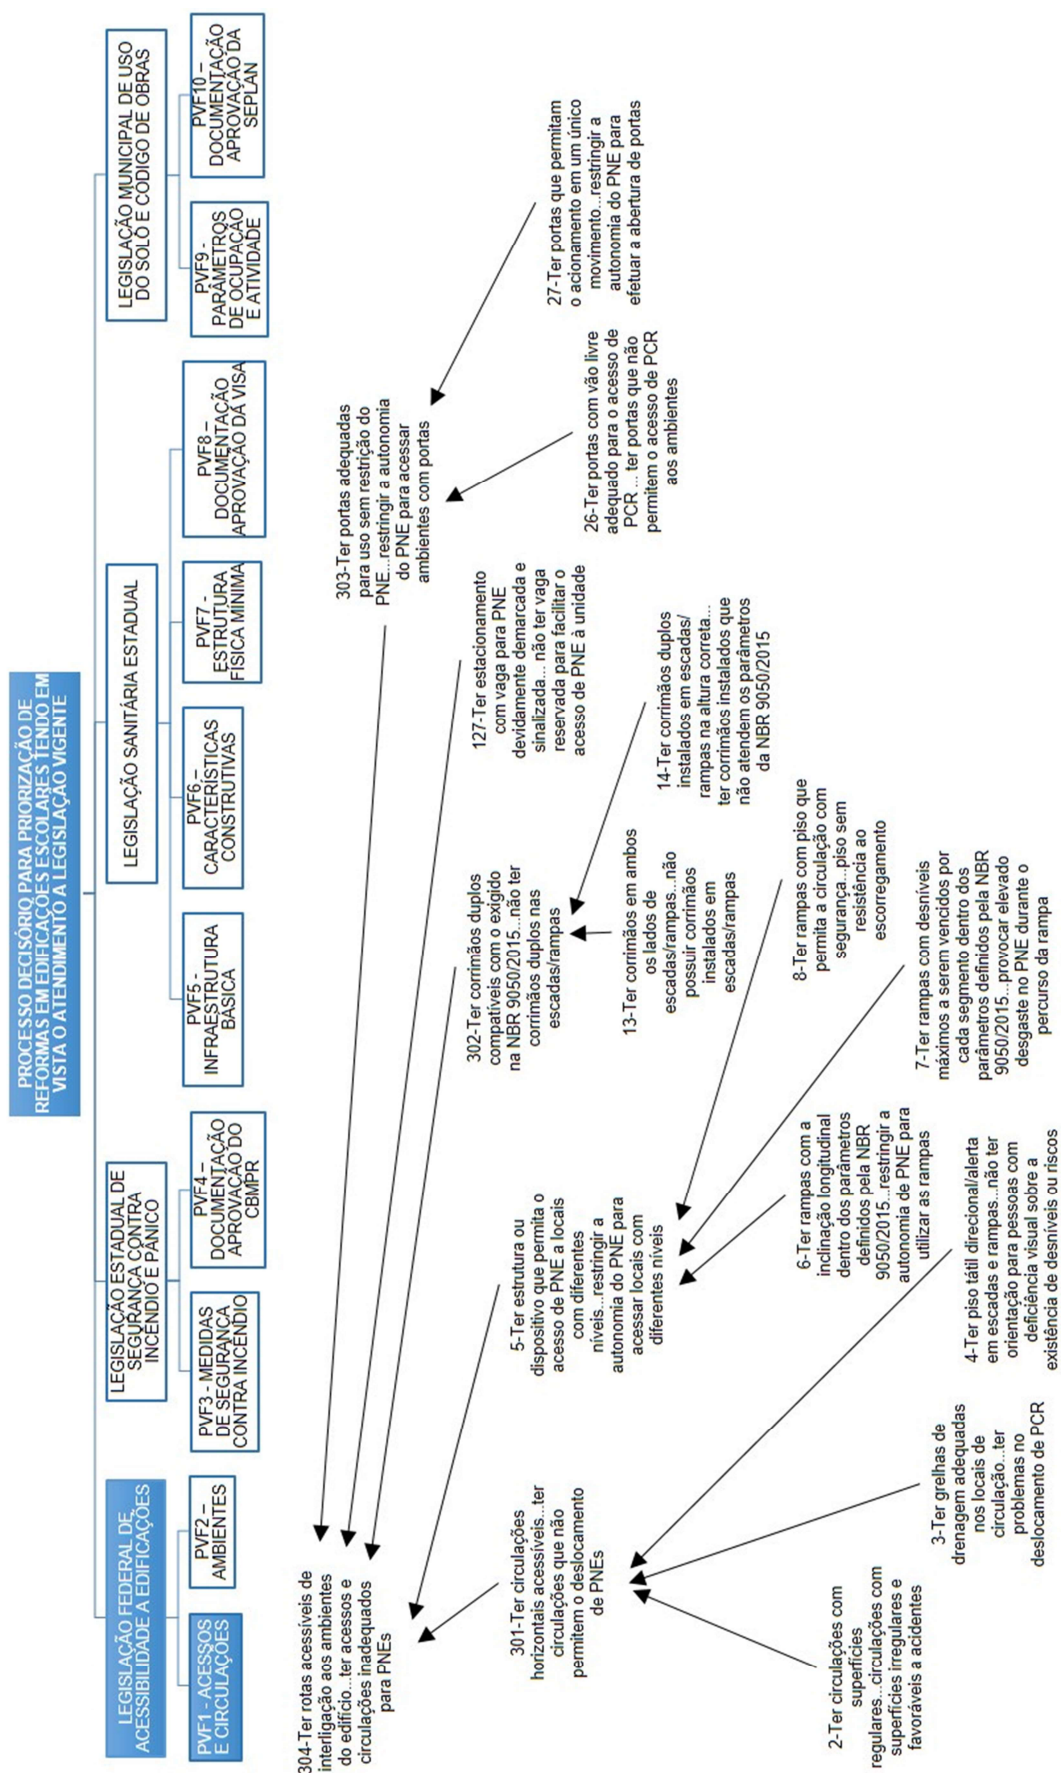 PROCESSO DECISÓRIO PARA PRIORIZAÇÃO DE
REFORMAS EM EDIFICAÇÕES ESCOLARES TENDO EM
VISTA O ATENDIMENTO A LEGISLAÇÃO VIGENTE
LEGISLAÇÃO FEDERAL DE
ACESSIBILIDADE A EDIFICAÇÕES
LEGISLAÇÃO ESTADUAL DE
SEGURANÇA CONTRA
INCÊNDIO E PÂNICO
LEGISLAÇÃO SANITÁRIA ESTADUAL
LEGISLAÇÃO MUNICIPAL DE USO
DO SOLO E CODIGO DE OBRAS
PVF1 - ACESSOS
E CIRCULAÇÕES
PVF2 –
AMBIENTES
PVF3 - MEDIDAS
DE SEGURANÇA
CONTRA INCENDIO
PVF4 –
DOCUMENTAÇÃO
APROVAÇÃO DO
CBMPR
PVF5 -
INFRAESTRUTURA
BASICA
PVF6 –
CARACTERÍSTICAS
CONSTRUTIVAS
PVF7 -
ESTRUTURA
FÍSICA MÍNIMA
PVF8 –
DOCUMENTAÇÃO
APROVAÇÃO DA VISA
PVF9 -
PARÂMETROS
DE OCUPAÇÃO
E ATIVIDADE
PVF10 –
DOCUMENTAÇÃO
APROVAÇÃO DA
SEPLAN
304-Ter rotas acessíveis de
interligação aos ambientes
do edifício...ter acessos e
circulações inadequados
para PNEs
303-Ter portas adequadas
para uso sem restrição do
PNE...restringir a autonomia
do PNE para acessar
ambientes com portas
301-Ter circulações
horizontais acessíveis...ter
circulações que não
permitem o deslocamento
de PNEs
5-Ter estrutura ou
dispositivo que permita o
acesso de PNE a locais
com diferentes
níveis...restringir a
autonomia do PNE para
acessar locais com
diferentes níveis
302-Ter corrimãos duplos
compatíveis com o exigido
na NBR 9050/2015...não ter
corrimãos duplos nas
escadas/rampas
127-Ter estacionamento
com vaga para PNE
devidamente demarcada e
sinalizada... não ter vaga
reservada para facilitar o
acesso de PNE à unidade
26-Ter portas com vão livre
adequado para o acesso de
PCR ... ter portas que não
permitem o acesso de PCR
aos ambientes
27-Ter portas que permitam
o acionamento em um único
movimento...restringir a
autonomia do PNE para
efetuar a abertura de portas
13-Ter corrimãos em ambos
os lados de
escadas/rampas...não
possuir corrimãos
instalados em
escadas/rampas
14-Ter corrimãos duplos
instalados em escadas/
rampas na altura correta...
ter corrimãos instalados que
não atendem os parâmetros
da NBR 9050/2015
2-Ter circulações com
superfícies
regulares...circulações com
superfícies irregulares e
favoráveis a acidentes
3-Ter grelhas de
drenagem adequadas
nos locais de
circulação...ter
problemas no
deslocamento de PCR
4-Ter piso tátil direcional/alerta
em escadas e rampas...não ter
orientação para pessoas com
deficiência visual sobre a
existência de desníveis ou riscos
6-Ter rampas com a
inclinação longitudinal
dentro dos parâmetros
definidos pela NBR
9050/2015...restringir a
autonomia de PNE para
utilizar as rampas
7-Ter rampas com desníveis
máximos a serem vencidos por
cada segmento dentro dos
parâmetros definidos pela NBR
9050/2015...provocar elevado
desgaste no PNE durante o
percurso da rampa
8-Ter rampas com piso que
permita a circulação com
segurança...piso sem
resistência ao
escorregamento